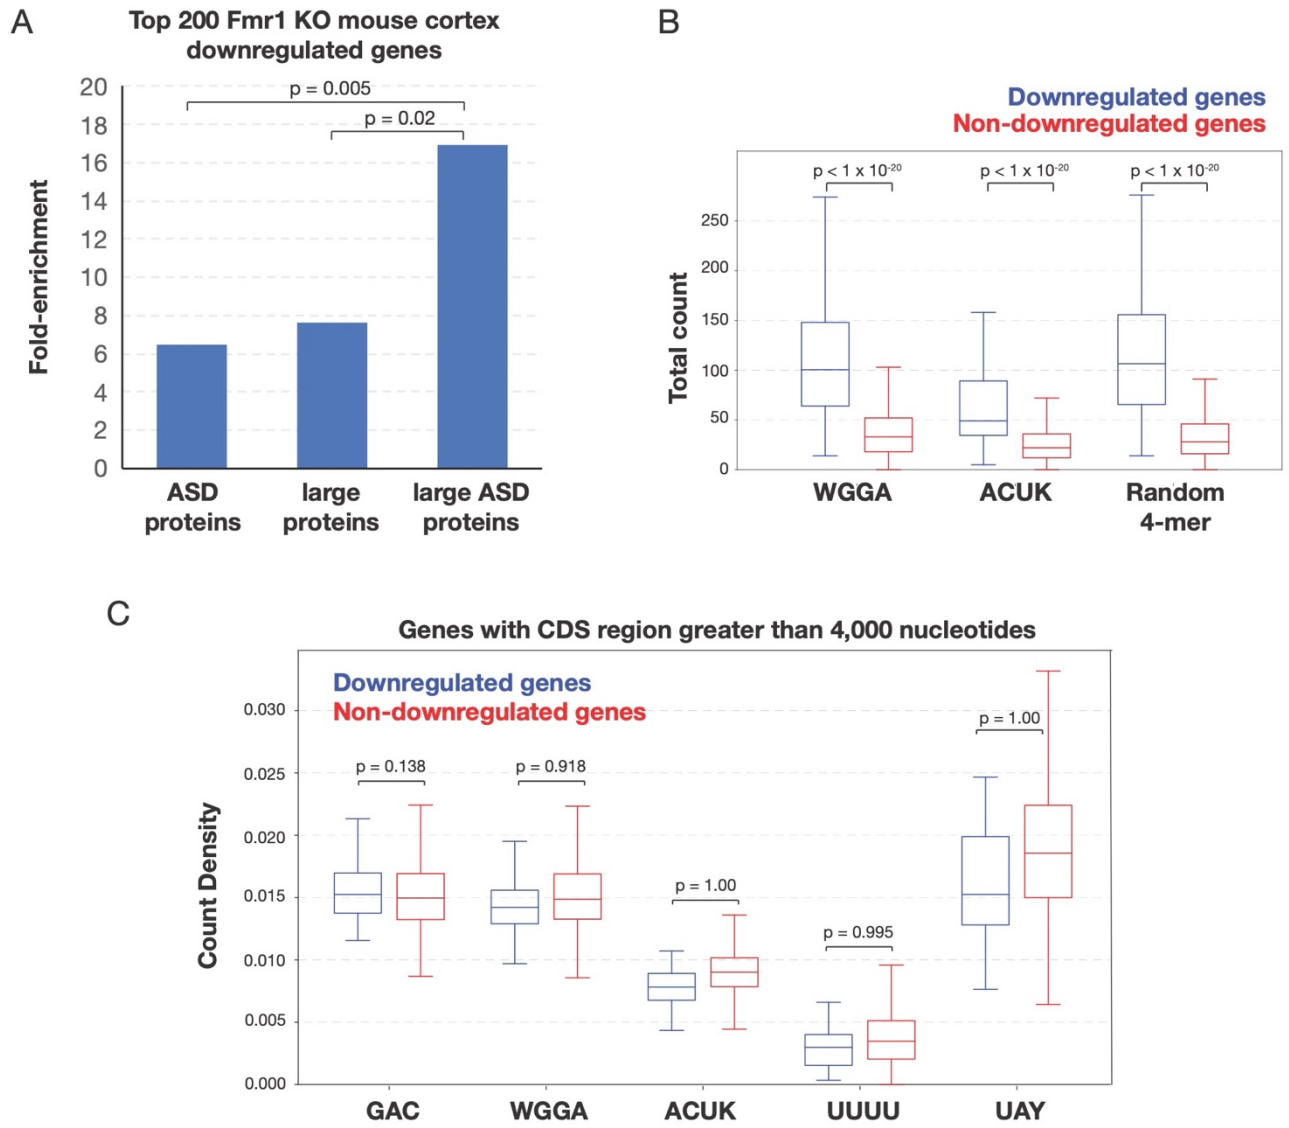 A
Top 200 Fmr1 KO mouse cortex
downregulated genes
Fold-enrichment
20
18
16
14
12
10
8
6
4
2
0
p = 0.005
p = 0.02
ASD
proteins
large
proteins
large ASD
proteins
B
Downregulated genes
Non-downregulated genes
Total count
250
200
150
100
50
0
p < 1 x 10⁻²⁰
p < 1 x 10⁻²⁰
p < 1 x 10⁻²⁰
WGGA
ACUK
Random
4-mer
C
Genes with CDS region greater than 4,000 nucleotides
Downregulated genes
Non-downregulated genes
Count Density
0.030
0.025
0.020
0.015
0.010
0.005
0.000
p = 0.138
p = 0.918
p = 1.00
p = 0.995
p = 1.00
GAC
WGGA
ACUK
UUUU
UAY